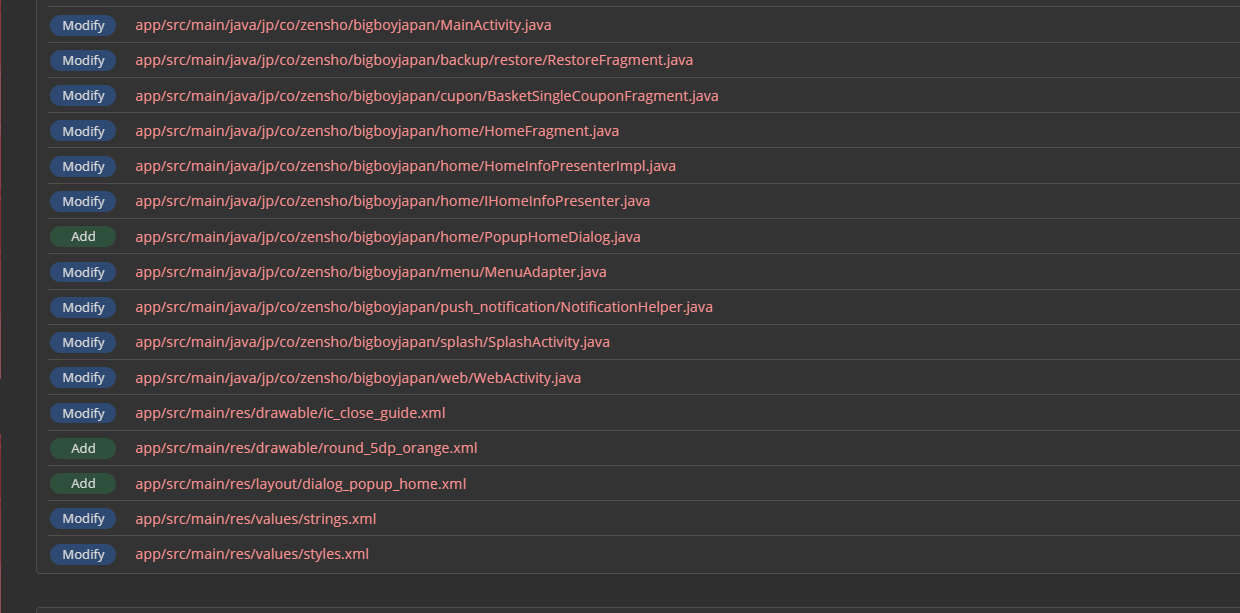 Modify app/src/main/java/jp/co/zensho/bigboyjapan/MainActivity.java
Modify app/src/main/java/jp/co/zensho/bigboyjapan/backup/restore/RestoreFragment.java
Modify app/src/main/java/jp/co/zensho/bigboyjapan/cupon/BasketSingleCouponFragment.java
Modify app/src/main/java/jp/co/zensho/bigboyjapan/home/HomeFragment.java
Modify app/src/main/java/jp/co/zensho/bigboyjapan/home/HomeInfoPresenterImpl.java
Modify app/src/main/java/jp/co/zensho/bigboyjapan/home/IHomeInfoPresenter.java
Add app/src/main/java/jp/co/zensho/bigboyjapan/home/PopupHomeDialog.java
Modify app/src/main/java/jp/co/zensho/bigboyjapan/menu/MenuAdapter.java
Modify app/src/main/java/jp/co/zensho/bigboyjapan/push_notification/NotificationHelper.java
Modify app/src/main/java/jp/co/zensho/bigboyjapan/splash/SplashActivity.java
Modify app/src/main/java/jp/co/zensho/bigboyjapan/web/WebActivity.java
Modify app/src/main/res/drawable/ic_close_guide.xml
Add app/src/main/res/drawable/round_5dp_orange.xml
Add app/src/main/res/layout/dialog_popup_home.xml
Modify app/src/main/res/values/strings.xml
Modify app/src/main/res/values/styles.xml